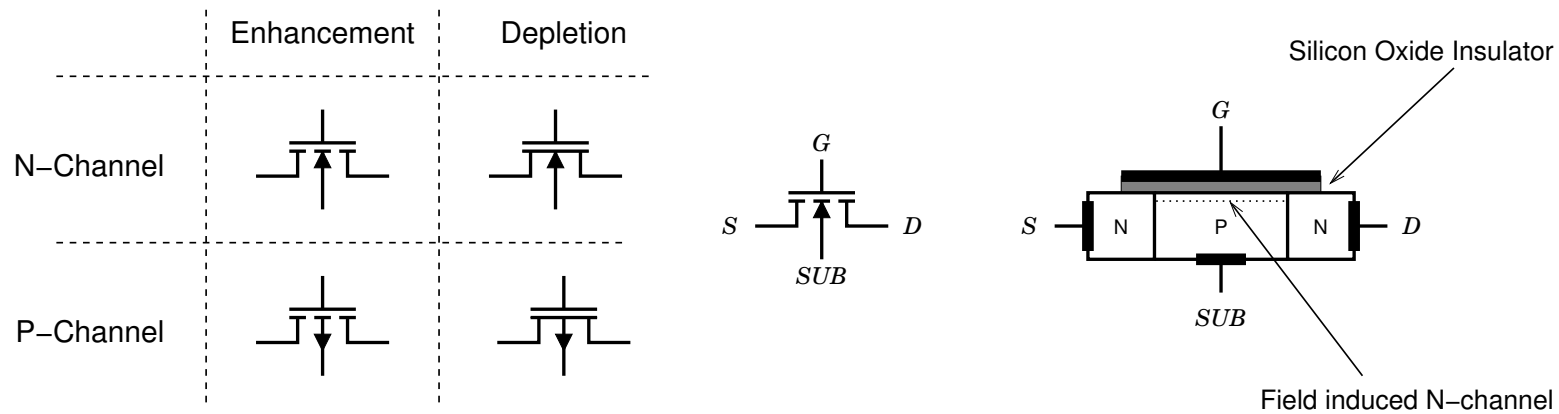 Enhancement
Depletion
N−Channel
P−Channel
G
S
D
SUB
Silicon Oxide Insulator
G
S
N
P
N
D
SUB
Field induced N−channel